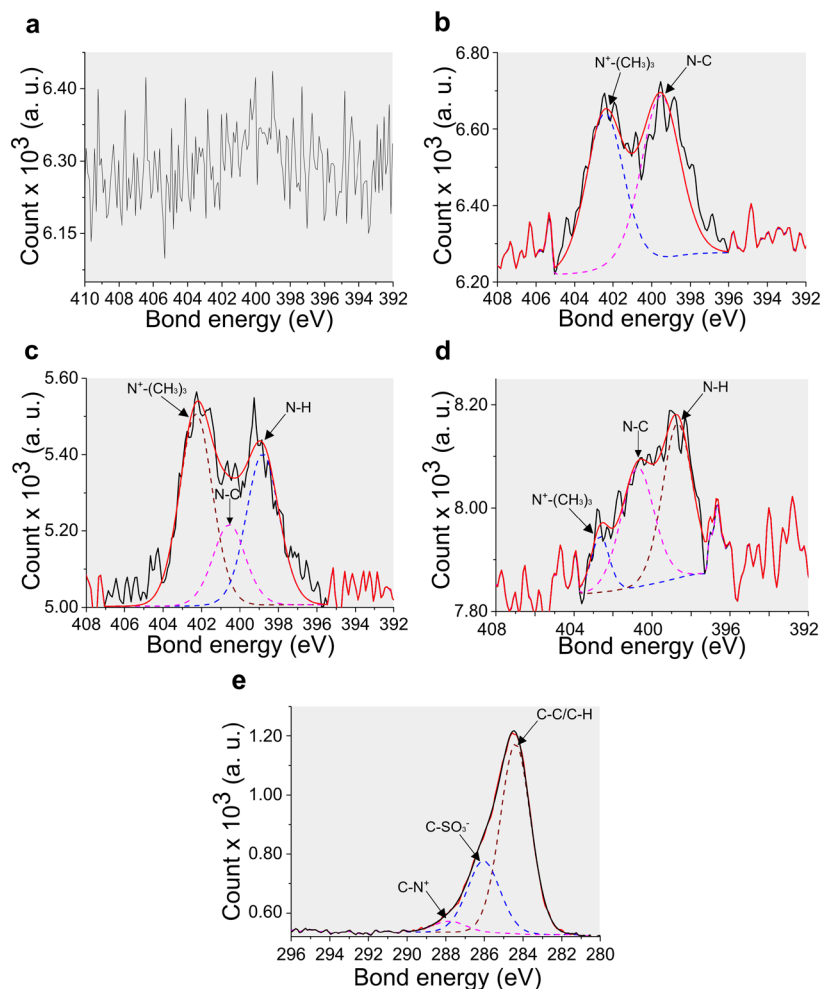 a
6.40
6.30
6.15
Count x 10³ (a. u.)
410 408 406 404 402 400 399 396 394 392
Bond energy (eV)
b
6.80
6.60
6.40
6.20
Count x 10³ (a. u.)
N⁺-(CH₃)₃
N-C
408 406 404 402 400 398 396 394 392
Bond energy (eV)
c
5.60
5.40
5.20
5.00
Count x 10³ (a. u.)
N⁺-(CH₃)₃
N-H
N-C
408 406 404 402 400 398 396 394 392
Bond energy (eV)
d
8.20
8.00
7.80
Count x 10³ (a. u.)
N-H
N-C
N⁺-(CH₃)₃
408 406 404 402 400 396 394 392
Bond energy (eV)
e
1.20
1.00
0.80
0.60
Count x 10³ (a. u.)
C-C/C-H
C-SO₃⁻
C-N⁺
296 294 292 290 288 286 284 282 280
Bond energy (eV)